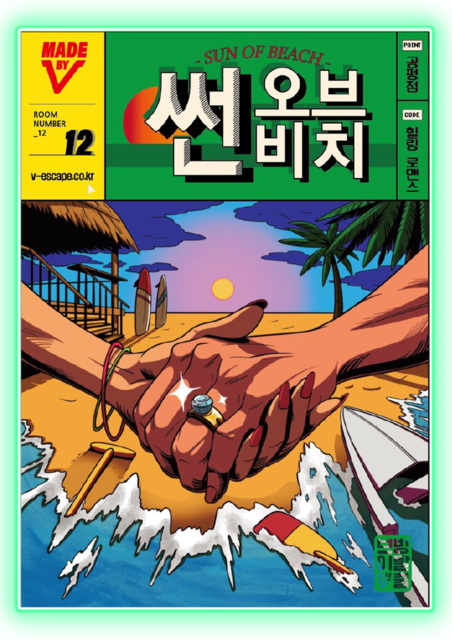 MADE
BY
V
ROOM
NUMBER
_12
12
v-escape.co.kr
- SUN OF BEACH -
썬 오브
비치
POINT
공평점
CODE
힐링 로맨스